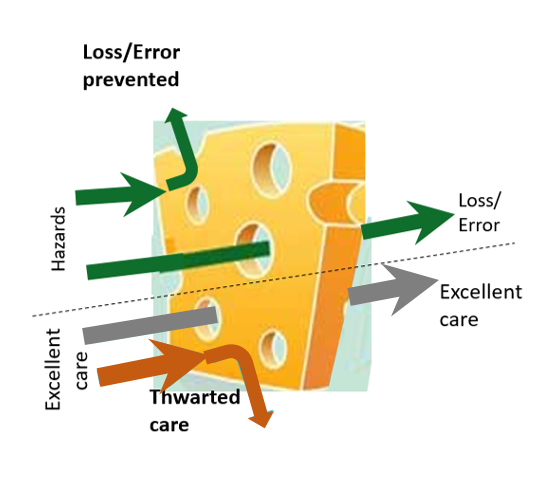 Loss/Error
prevented
Hazards
Loss/
Error
Excellent
care
Excellent
care
Thwarted
care